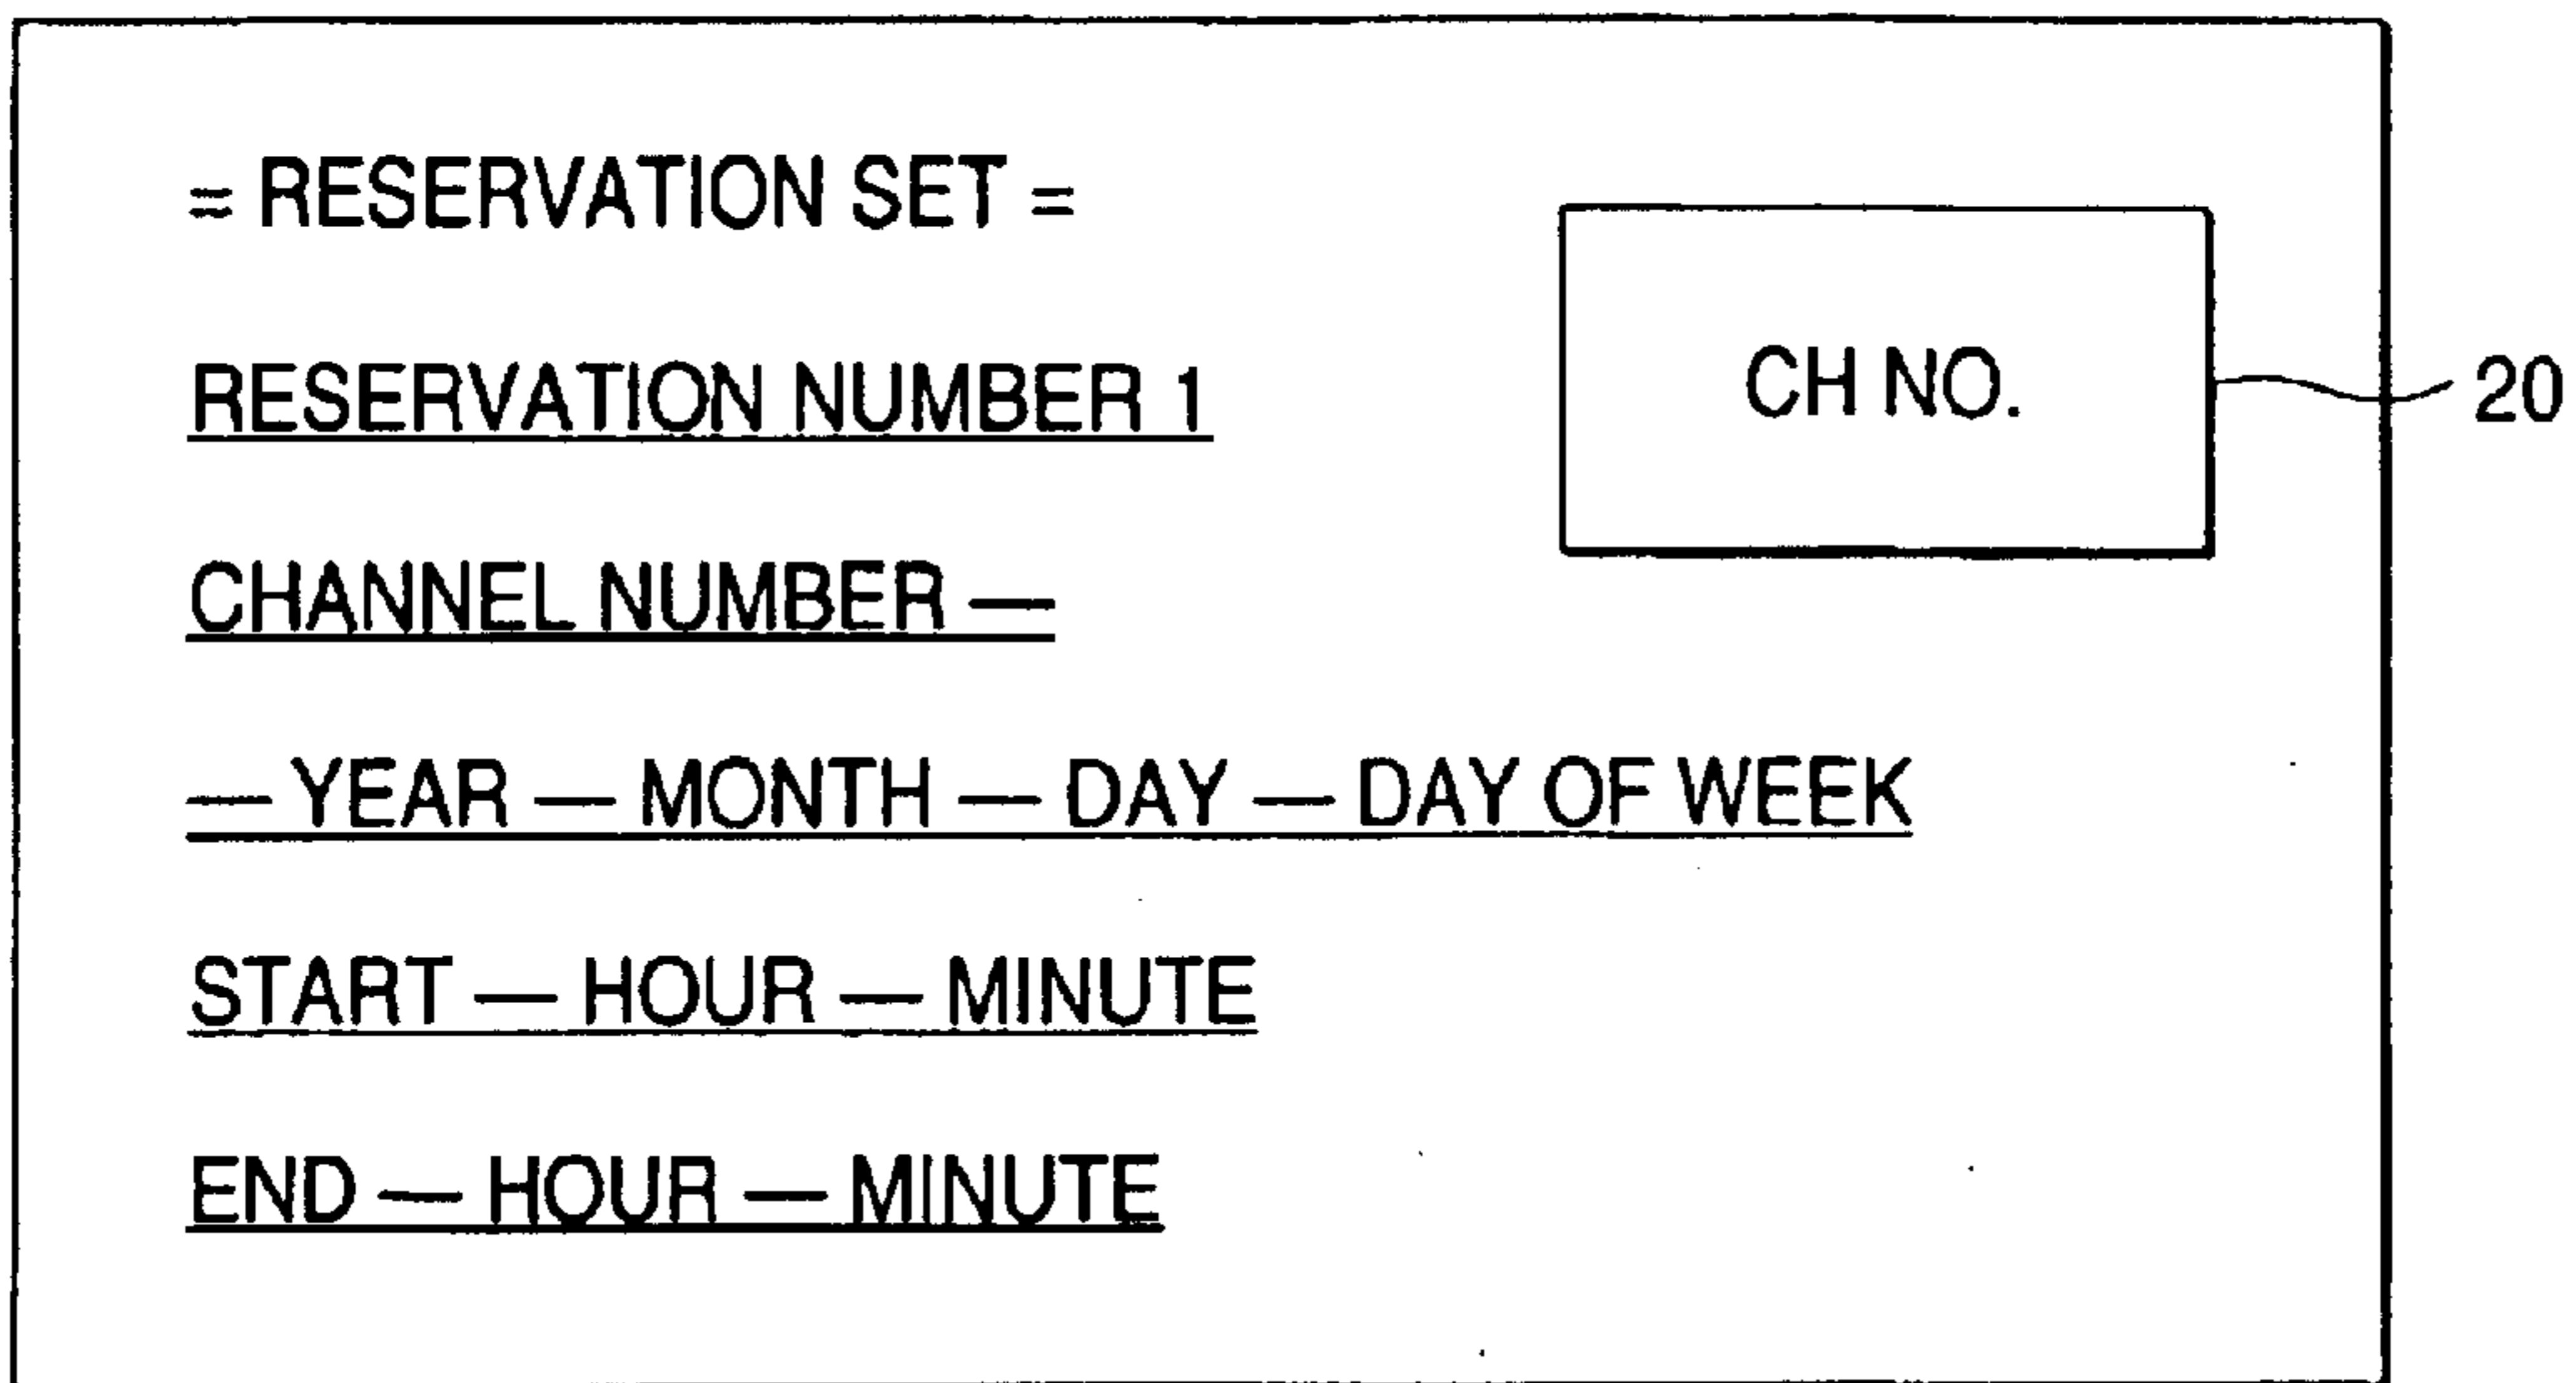 = RESERVATION SET =
RESERVATION NUMBER 1
CH NO.
20
CHANNEL NUMBER —
— YEAR — MONTH — DAY — DAY OF WEEK
START — HOUR — MINUTE
END — HOUR — MINUTE